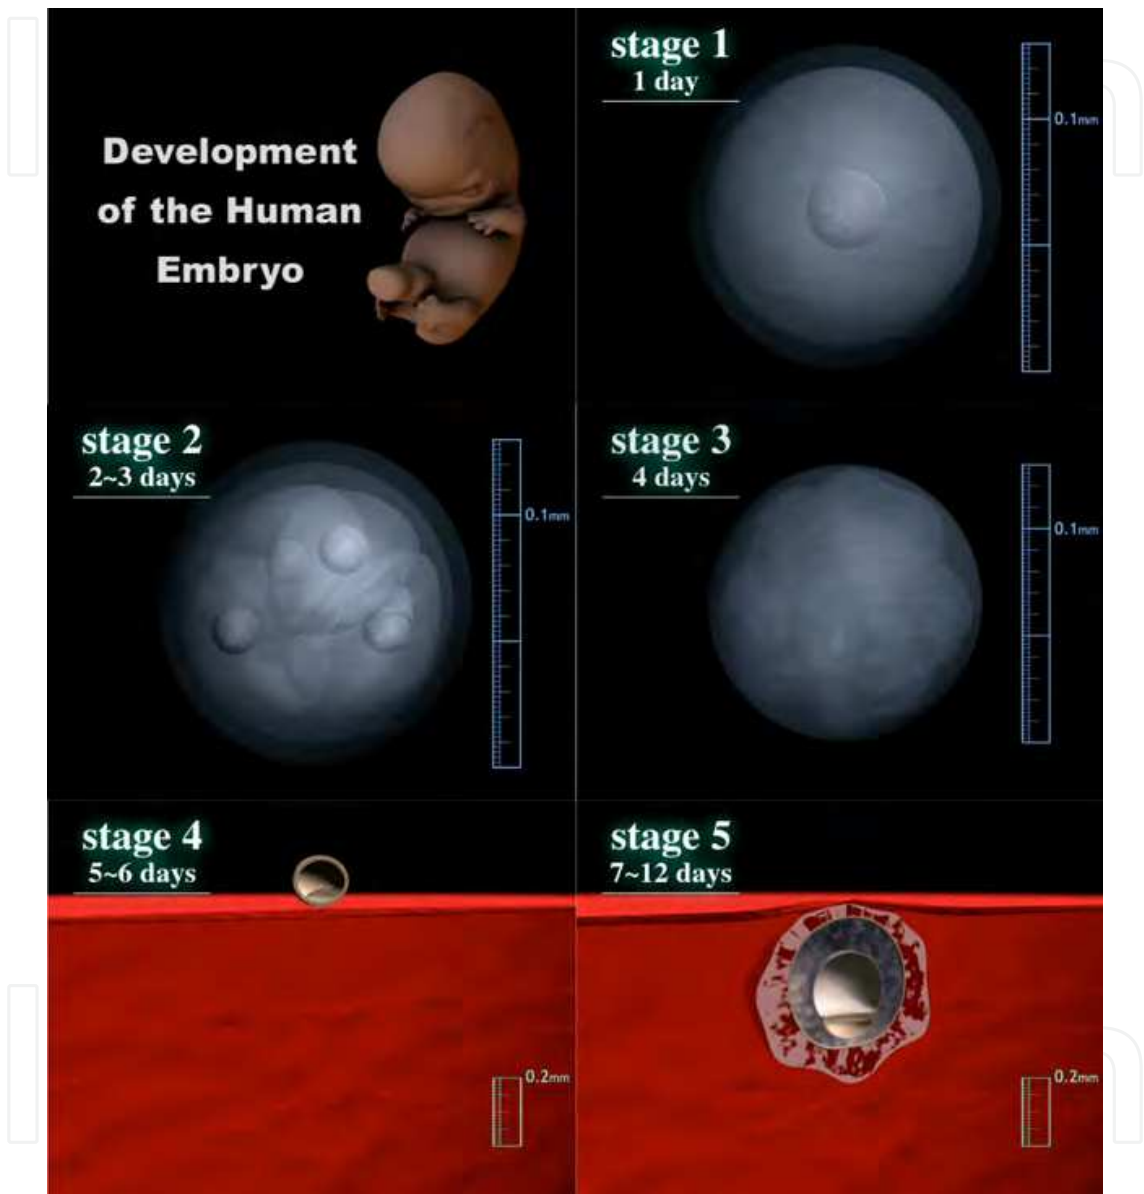 Development
of the Human
Embryo
stage 1
1 day
0.1mm
stage 2
2~3 days
0.1mm
stage 3
4 days
0.1mm
stage 4
5~6 days
0.2mm
stage 5
7~12 days
0.2mm